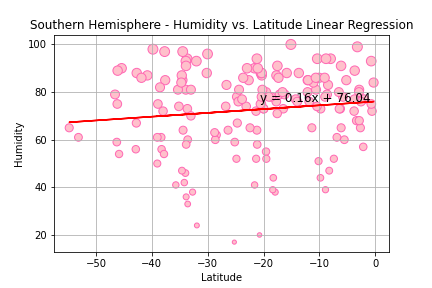 Southern Hemisphere - Humidity vs. Latitude Linear Regression
100
80
60
40
20
Humidity
y = 0.16x + 76.04
−50
−40
−30
−20
−10
0
Latitude